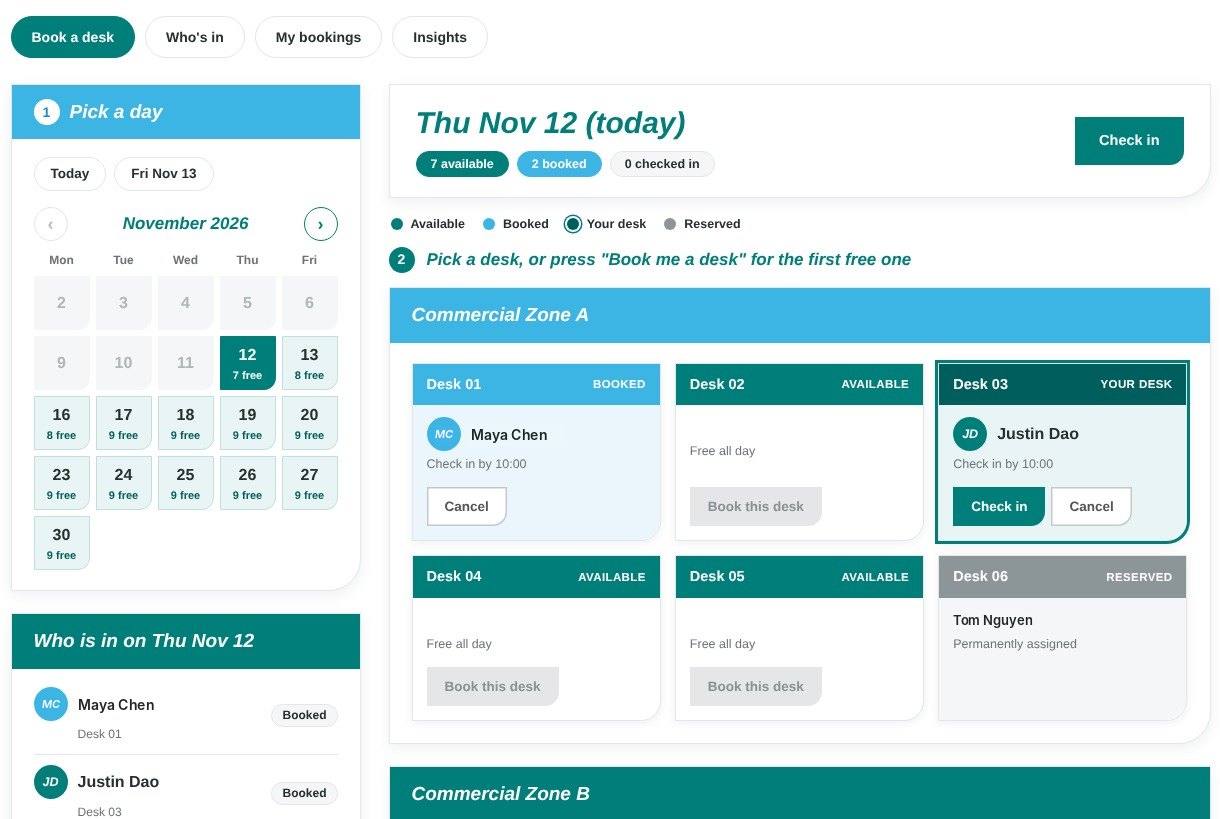 Book a desk Who's in My bookings Insights
1 Pick a day
Today Fri Nov 13
‹ November 2026 ›
Mon Tue Wed Thu Fri
2 3 4 5 6
9 10 11 12 13
7 free 8 free
16 17 18 19 20
8 free 9 free 9 free 9 free 9 free
23 24 25 26 27
9 free 9 free 9 free 9 free 9 free
30
9 free
Who is in on Thu Nov 12
MC Maya Chen Booked
Desk 01
JD Justin Dao Booked
Desk 03
Thu Nov 12 (today)
7 available 2 booked 0 checked in
Check in
Available Booked Your desk Reserved
2 Pick a desk, or press "Book me a desk" for the first free one
Commercial Zone A
Desk 01 BOOKED
MC Maya Chen
Check in by 10:00
Cancel
Desk 02 AVAILABLE
Free all day
Book this desk
Desk 03 YOUR DESK
JD Justin Dao
Check in by 10:00
Check in Cancel
Desk 04 AVAILABLE
Free all day
Book this desk
Desk 05 AVAILABLE
Free all day
Book this desk
Desk 06 RESERVED
Tom Nguyen
Permanently assigned
Commercial Zone B